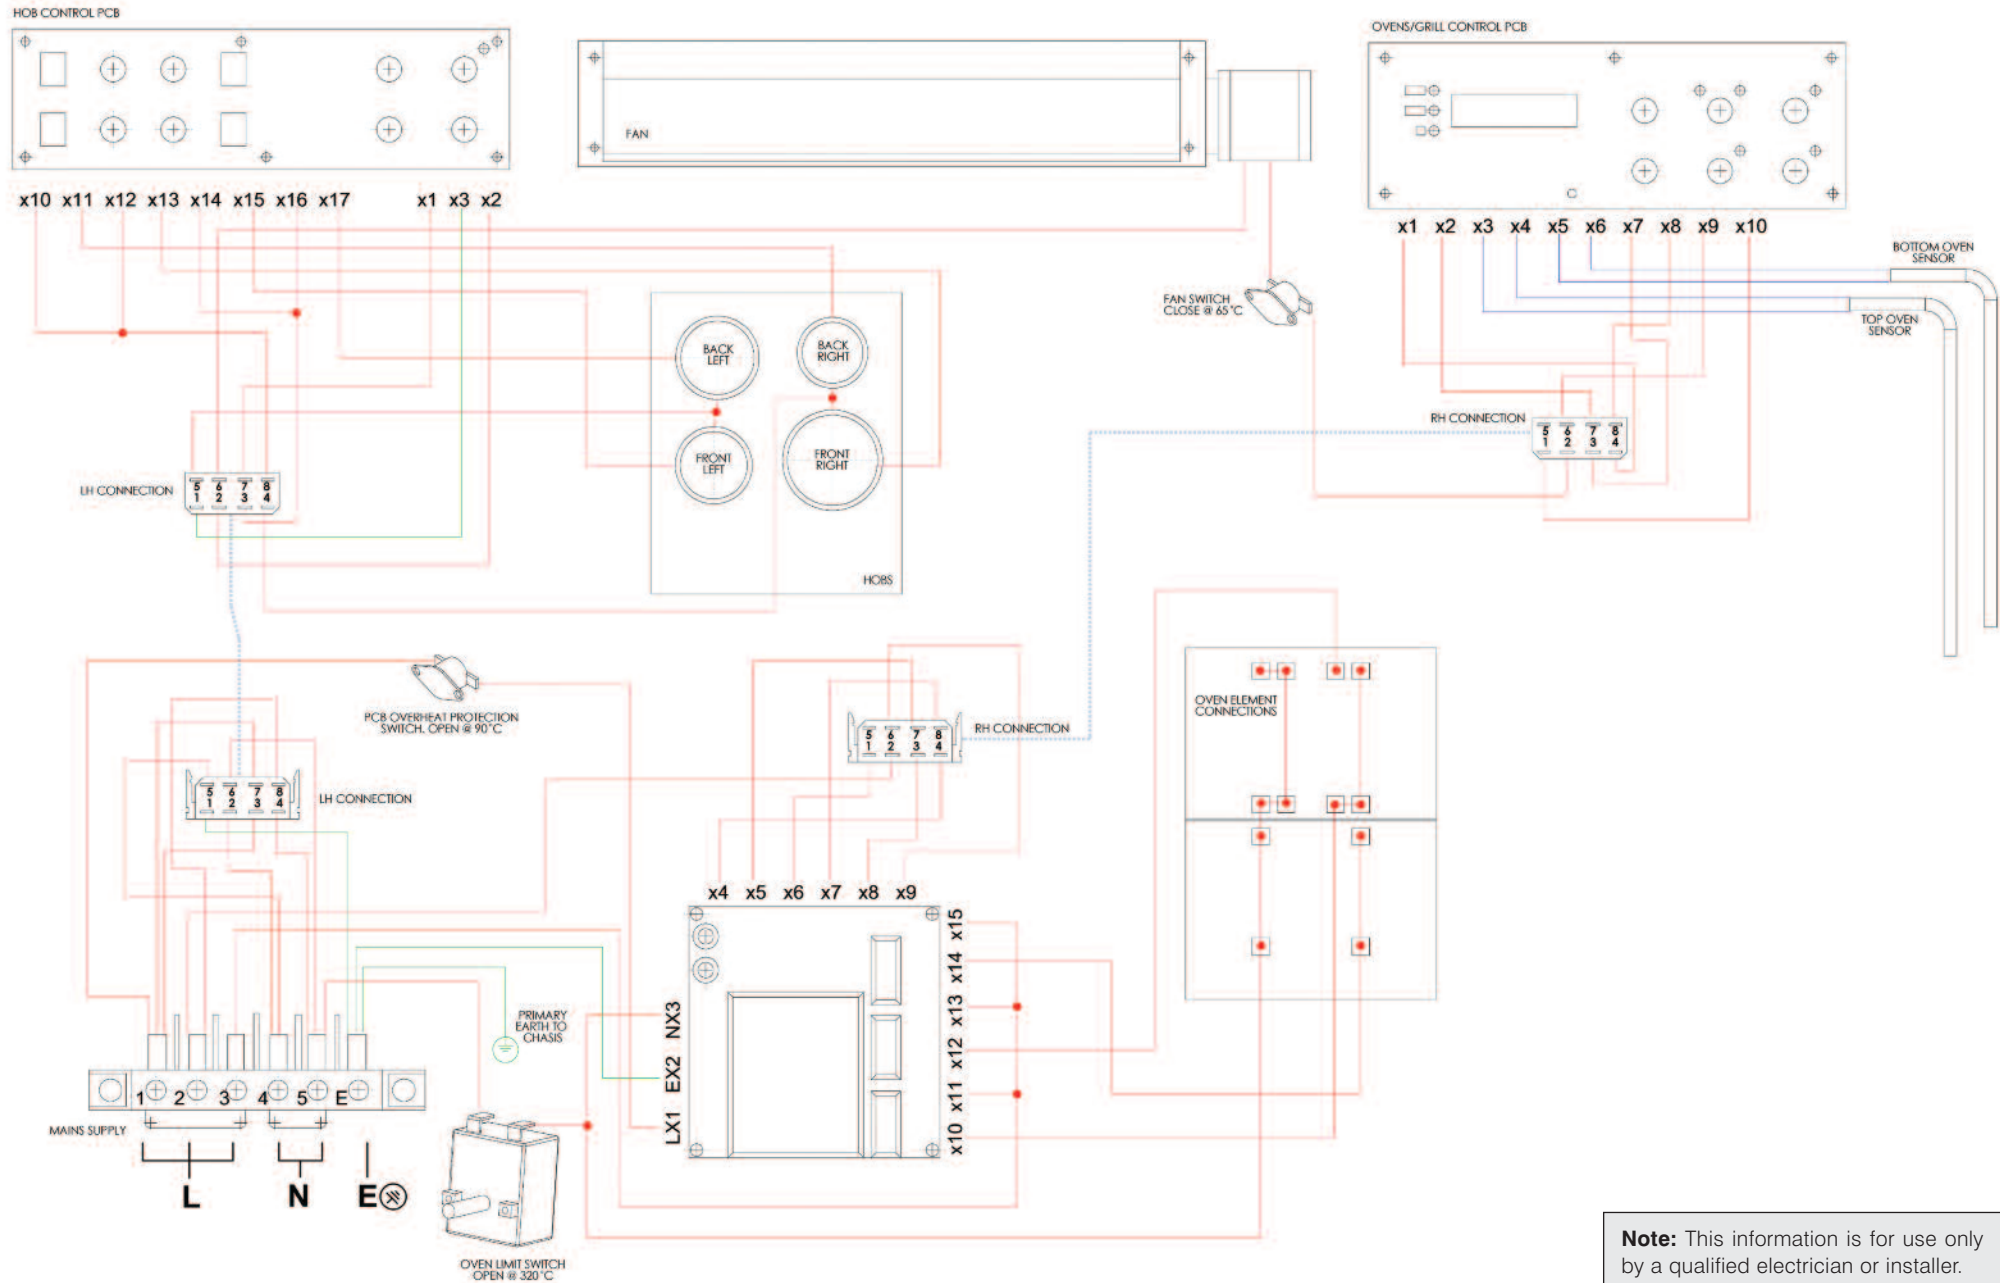 HOB CONTROL PCB
x10 x11 x12 x13 x14 x15 x16 x17 x1 x3 x2
FAN
OVENS/GRILL CONTROL PCB
x1 x2 x3 x4 x5 x6 x7 x8 x9 x10
BOTTOM OVEN
SENSOR
TOP OVEN
SENSOR
FAN SWITCH
CLOSE @ 65°C
BACK
LEFT
BACK
RIGHT
FRONT
LEFT
FRONT
RIGHT
HOBS
RH CONNECTION
5 6 7 8
1 2 3 4
LH CONNECTION
5 6 7 8
1 2 3 4
PCB OVERHEAT PROTECTION
SWITCH. OPEN @ 90°C
RH CONNECTION
5 6 7 8
1 2 3 4
OVEN ELEMENT
CONNECTIONS
LH CONNECTION
5 6 7 8
1 2 3 4
x4 x5 x6 x7 x8 x9
x15
x14
x13
x12
x11
x10
NX3
EX2
LX1
PRIMARY
EARTH TO
CHASIS
1 2 3 4 5 E
MAINS SUPPLY
L N E
OVEN LIMIT SWITCH
OPEN @ 320°C
Note: This information is for use only
by a qualified electrician or installer.